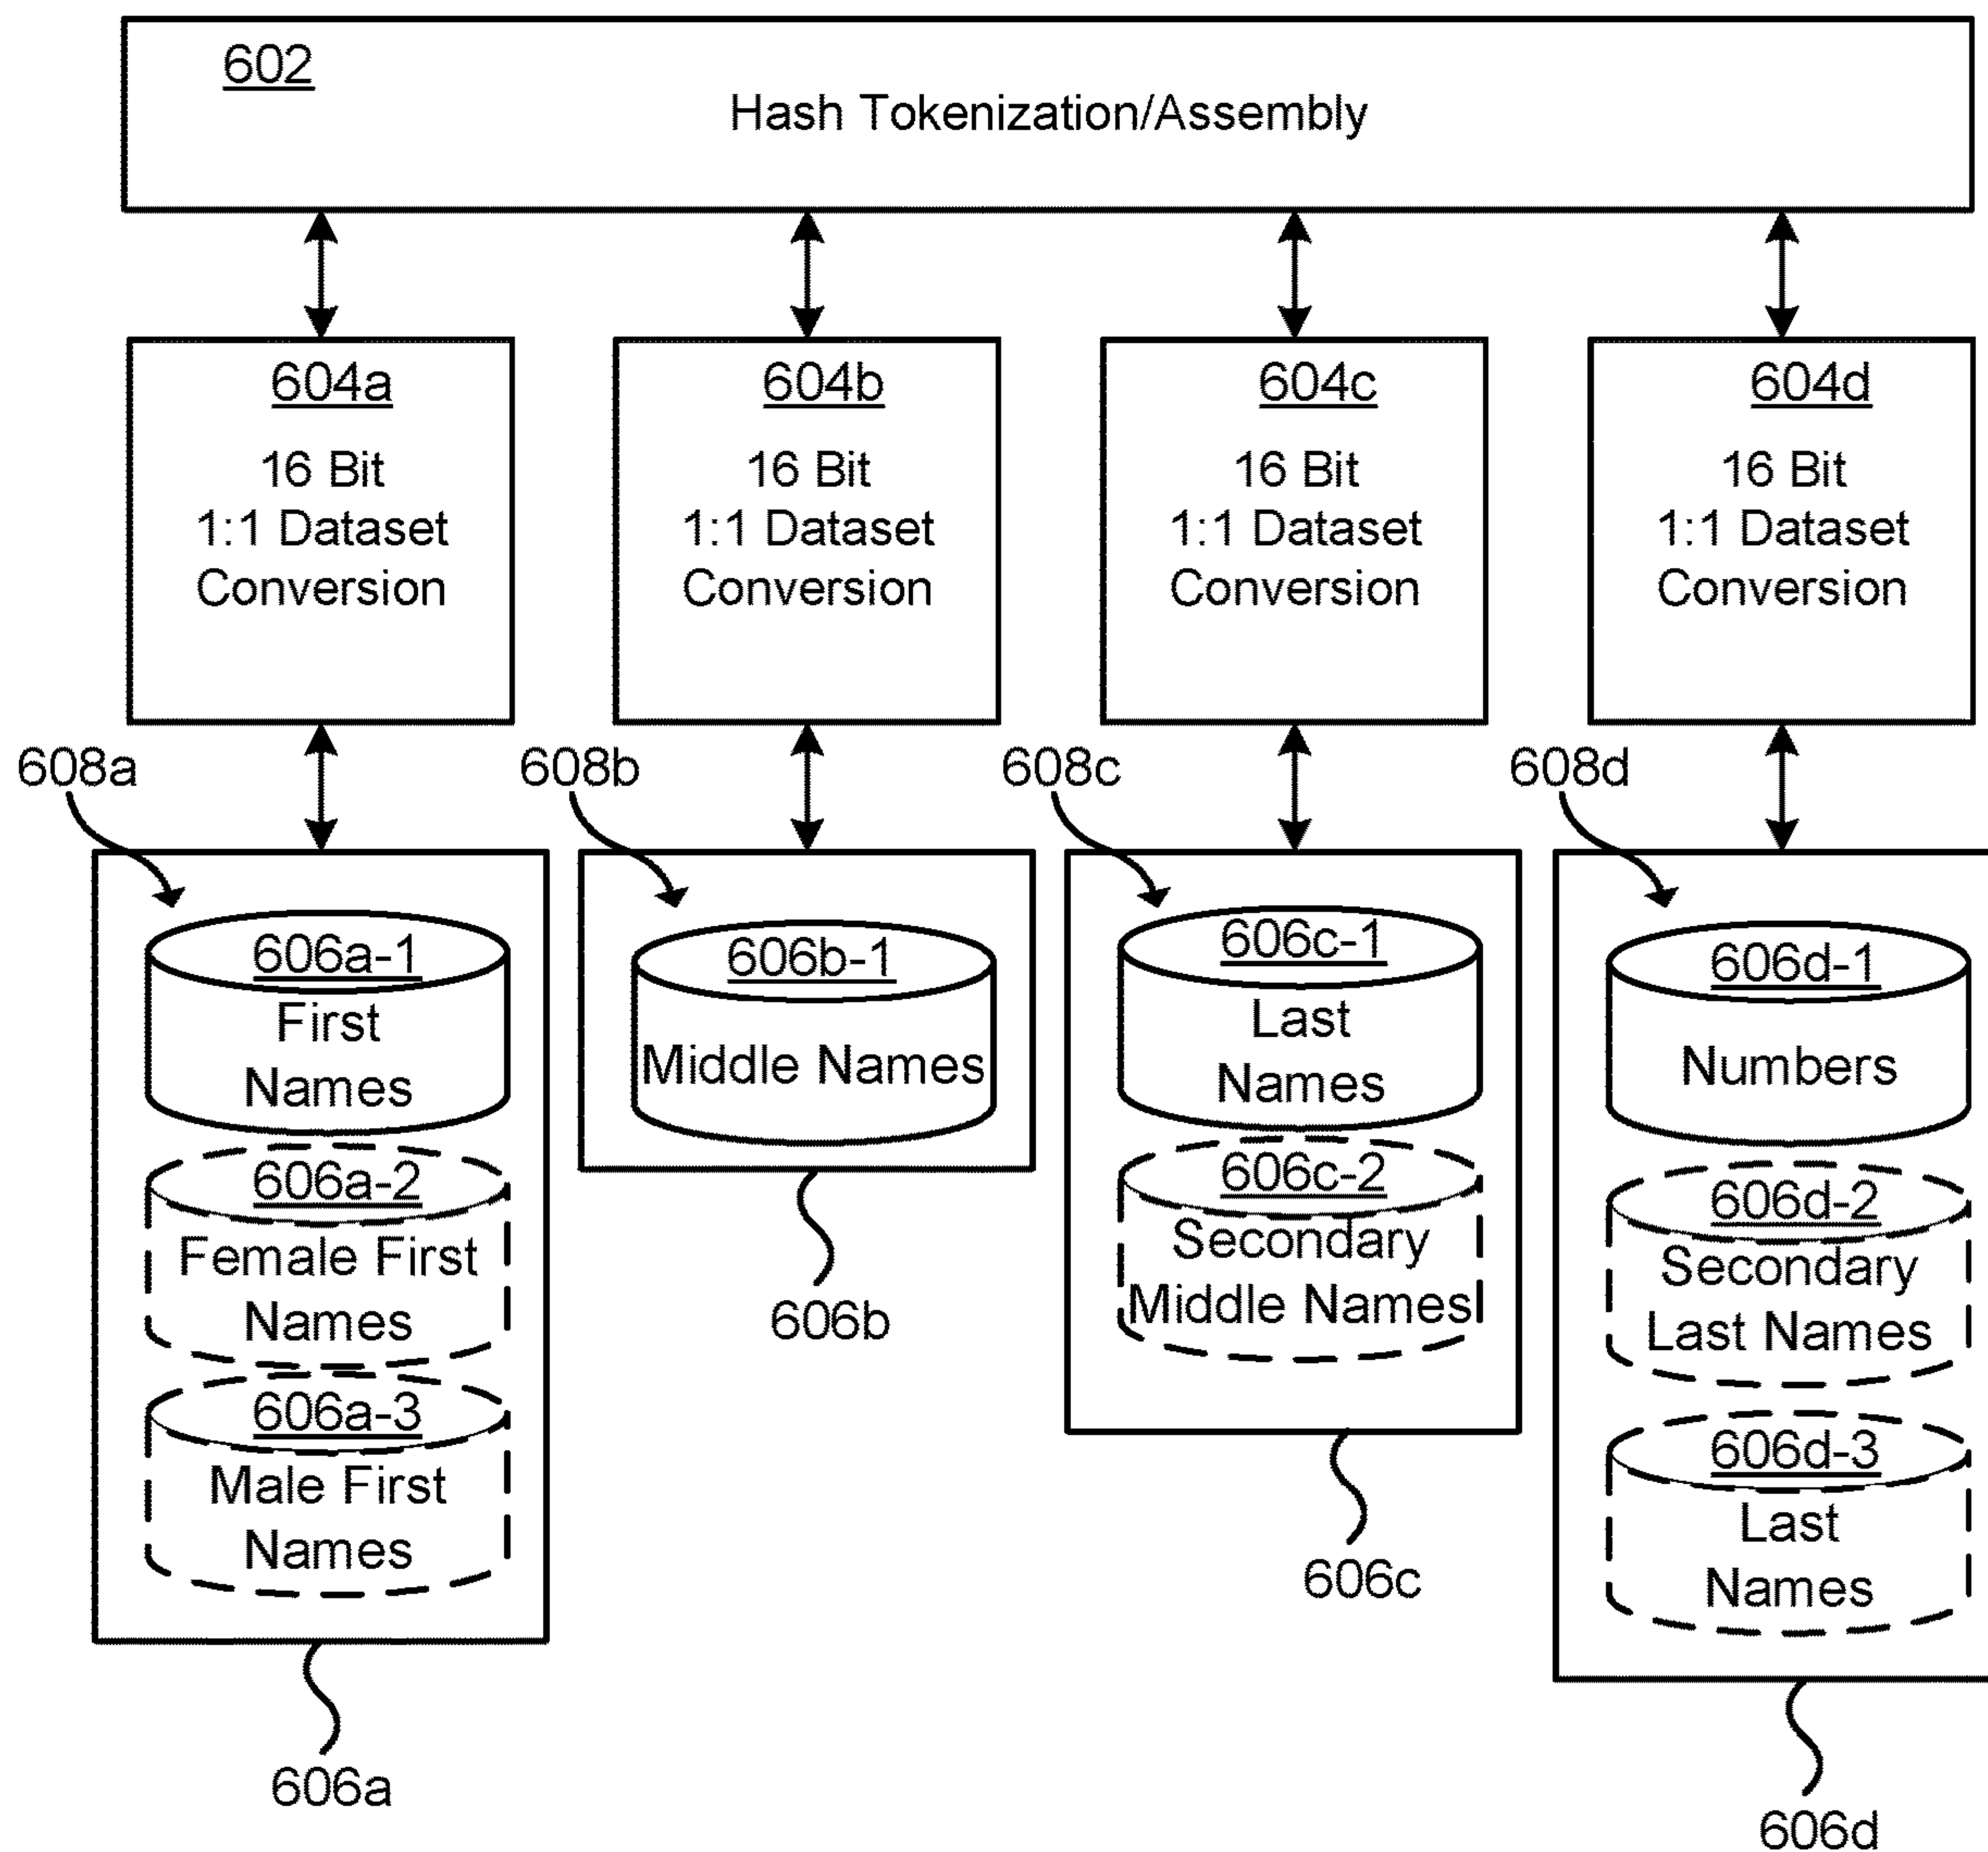 602
Hash Tokenization/Assembly
604a
16 Bit
1:1 Dataset
Conversion
604b
16 Bit
1:1 Dataset
Conversion
604c
16 Bit
1:1 Dataset
Conversion
604d
16 Bit
1:1 Dataset
Conversion
608a
608b
608c
608d
606a-1
First
Names
606a-2
Female First
Names
606a-3
Male First
Names
606a
606b-1
Middle Names
606b
606c-1
Last
Names
606c-2
Secondary
Middle Names
606c
606d-1
Numbers
606d-2
Secondary
Last Names
606d-3
Last
Names
606d